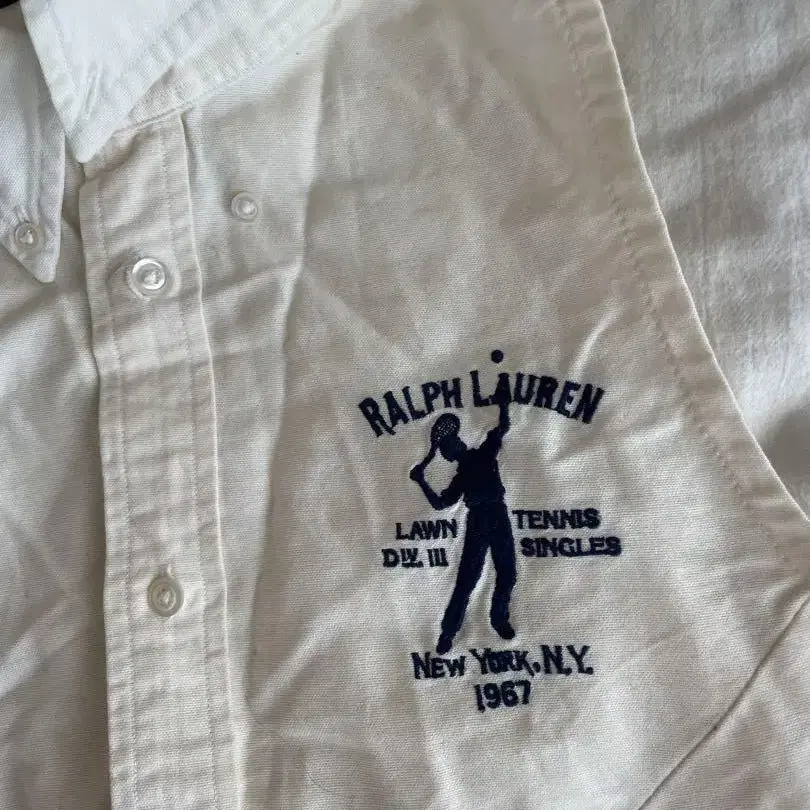 RALPH LAUREN
LAWN TENNIS
DIV. III SINGLES
NEW YORK, N.Y.
1967